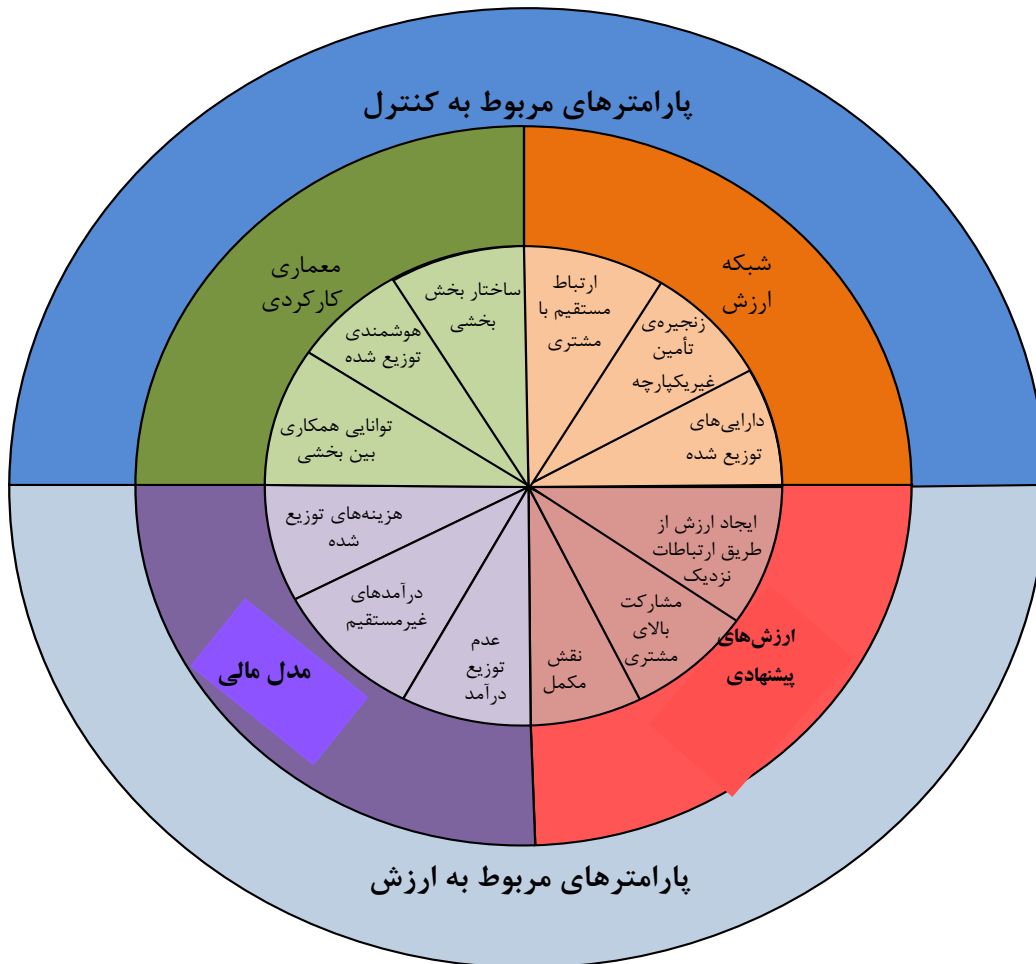 پارامترهای مربوط به کنترل
شبکه
ارزش
معماری
کارکردی
ارتباط
مستقیم با
مشتری
زنجیره‌ی
تأمین
غیریکپارچه
دارایی‌های
توزیع شده
ساختار بخش
بخشی
هوشمندی
توزیع شده
توانایی همکاری
بین بخشی
ایجاد ارزش از
طریق ارتباطات
نزدیک
مشارکت
بالای
مشتری
نقش
مکمل
ارزش‌های
پیشنهادی
هزینه‌های توزیع
شده
درآمدهای
غیرمستقیم
عدم
توزیع
درآمد
مدل مالی
پارامترهای مربوط به ارزش